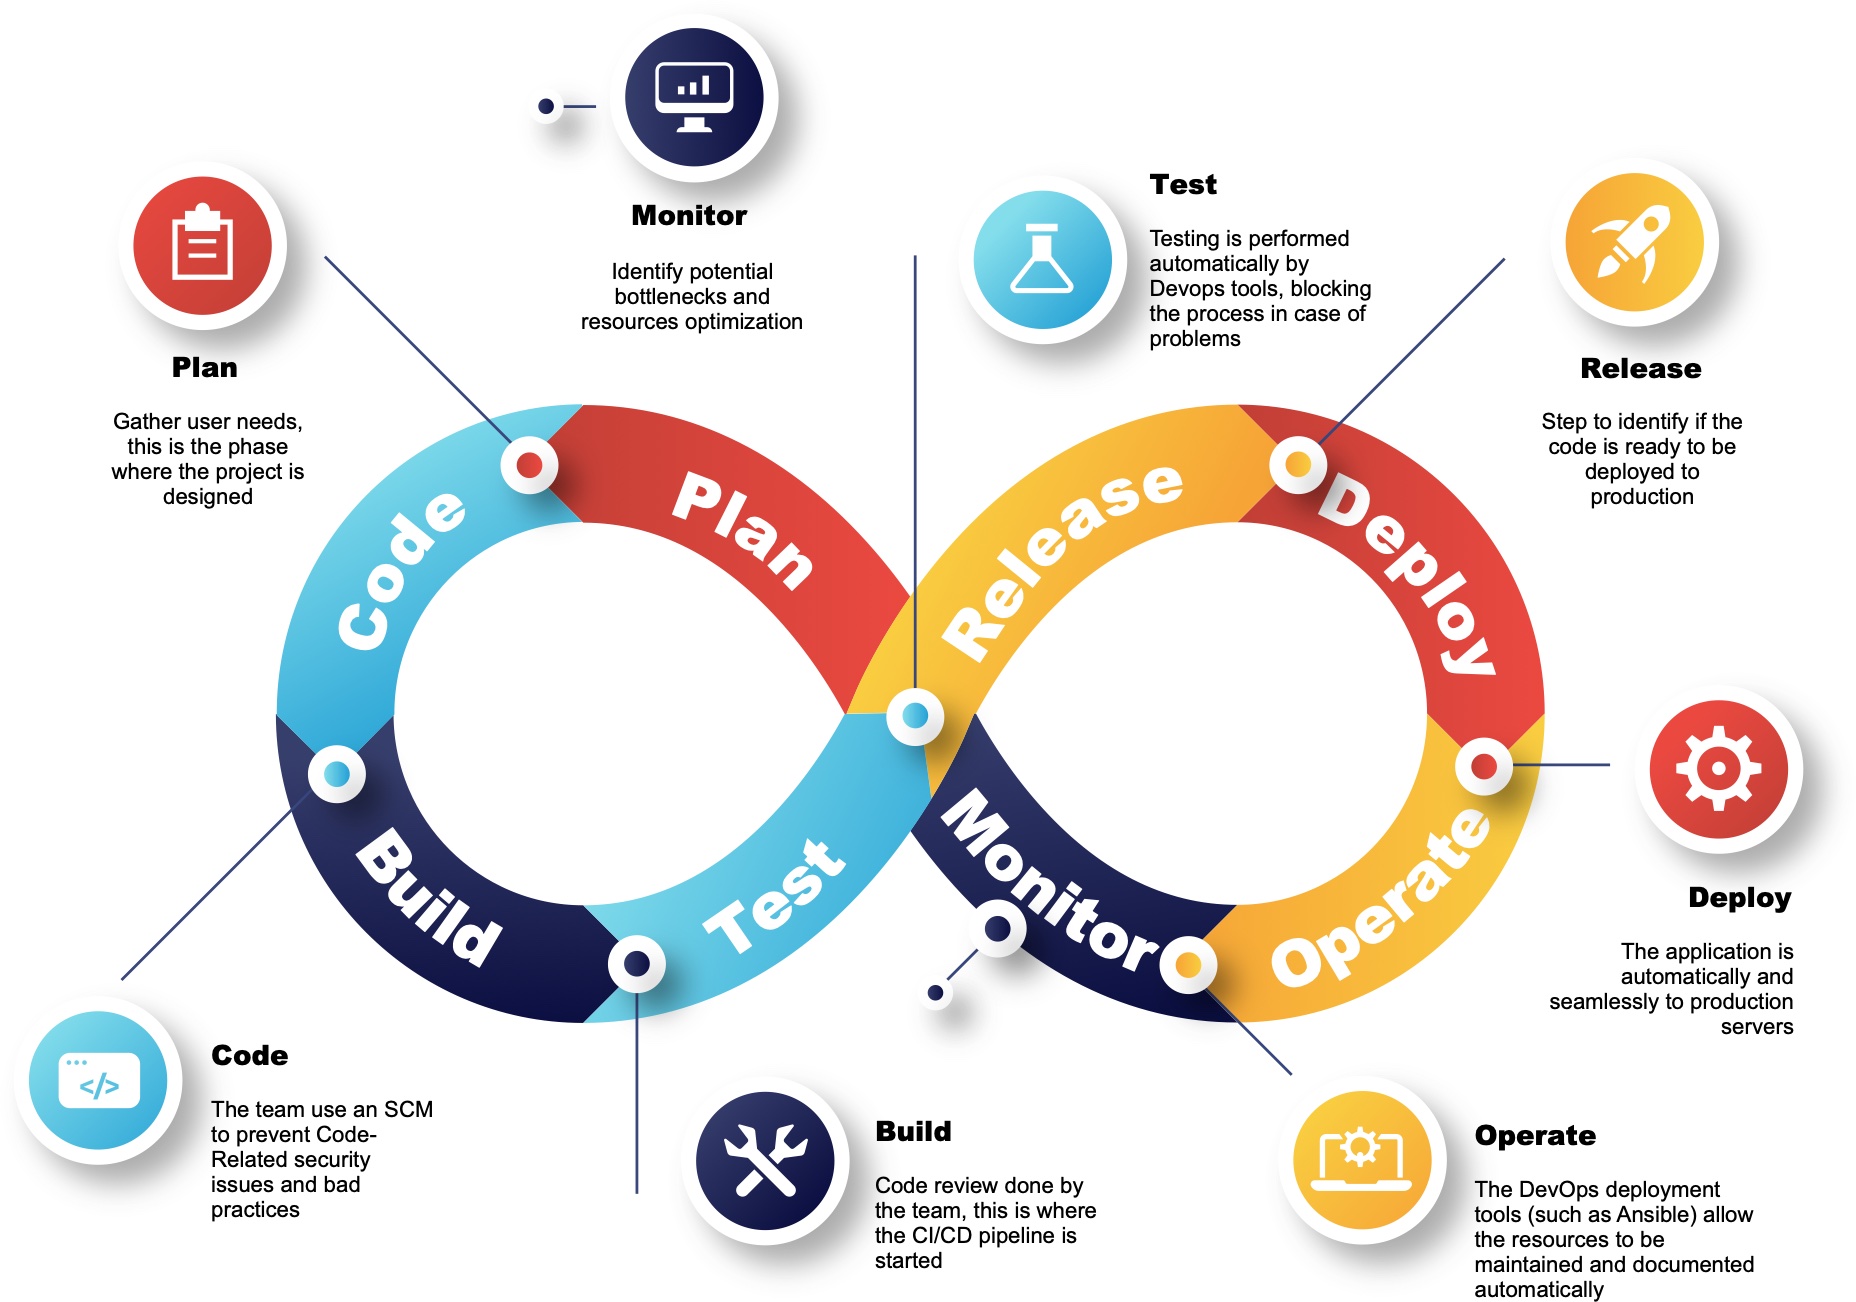 Monitor
Identify potential
bottlenecks and
resources optimization
Plan
Gather user needs,
this is the phase
where the project is
designed
Test
Testing is performed
automatically by
Devops tools, blocking
the process in case of
problems
Release
Step to identify if the
code is ready to be
deployed to
production
Code
Plan
Release
Deploy
Build
Test
Monitor
Operate
Deploy
The application is
automatically and
seamlessly to production
servers
Code
The team use an SCM
to prevent Code-
Related security
issues and bad
practices
</>
Build
Code review done by
the team, this is where
the CI/CD pipeline is
started
Operate
The DevOps deployment
tools (such as Ansible) allow
the resources to be
maintained and documented
automatically